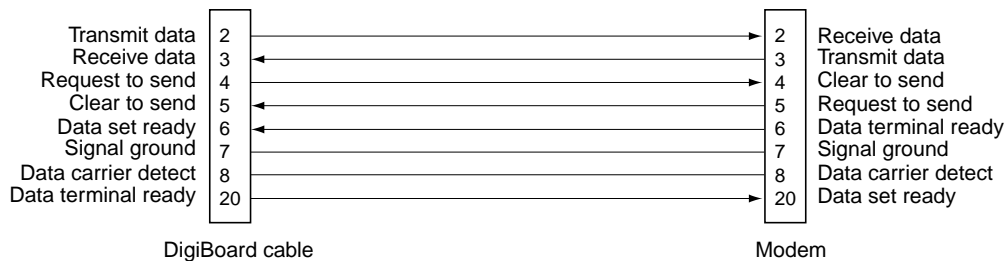 Transmit data 2 2 Receive data
Receive data 3 3 Transmit data
Request to send 4 4 Clear to send
Clear to send 5 5 Request to send
Data set ready 6 6 Data terminal ready
Signal ground 7 7 Signal ground
Data carrier detect 8 8 Data carrier detect
Data terminal ready 20 20 Data set ready
DigiBoard cable Modem